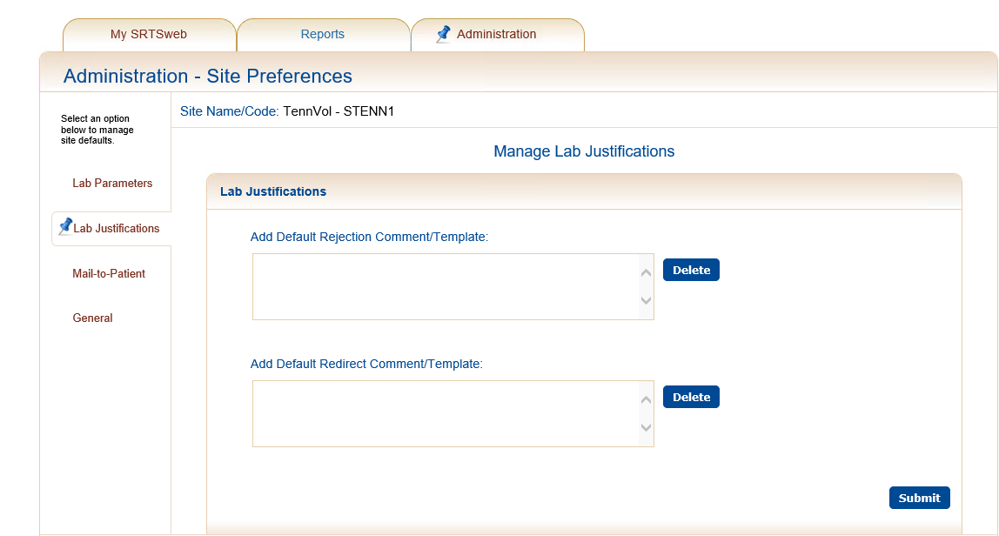 My SRTSweb
Reports
Administration
Administration - Site Preferences
Select an option
below to manage
site defaults.
Site Name/Code: TennVol - STENN1
Manage Lab Justifications
Lab Parameters
Lab Justifications
Mail-to-Patient
General
Lab Justifications
Add Default Rejection Comment/Template:
Delete
Add Default Redirect Comment/Template:
Delete
Submit